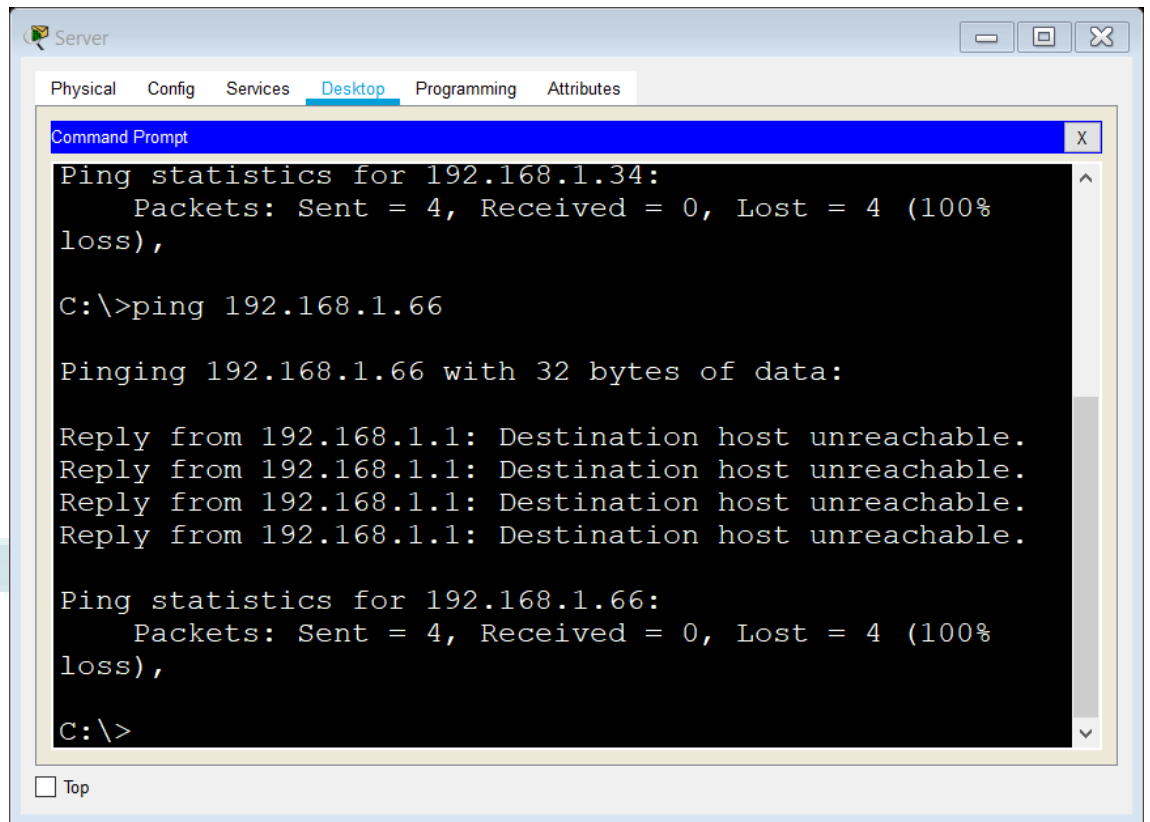 Server
Physical Config Services Desktop Programming Attributes
Command Prompt X
Ping statistics for 192.168.1.34:
Packets: Sent = 4, Received = 0, Lost = 4 (100%
loss),
C:\>ping 192.168.1.66
Pinging 192.168.1.66 with 32 bytes of data:
Reply from 192.168.1.1: Destination host unreachable.
Reply from 192.168.1.1: Destination host unreachable.
Reply from 192.168.1.1: Destination host unreachable.
Reply from 192.168.1.1: Destination host unreachable.
Ping statistics for 192.168.1.66:
Packets: Sent = 4, Received = 0, Lost = 4 (100%
loss),
C:\>
Top